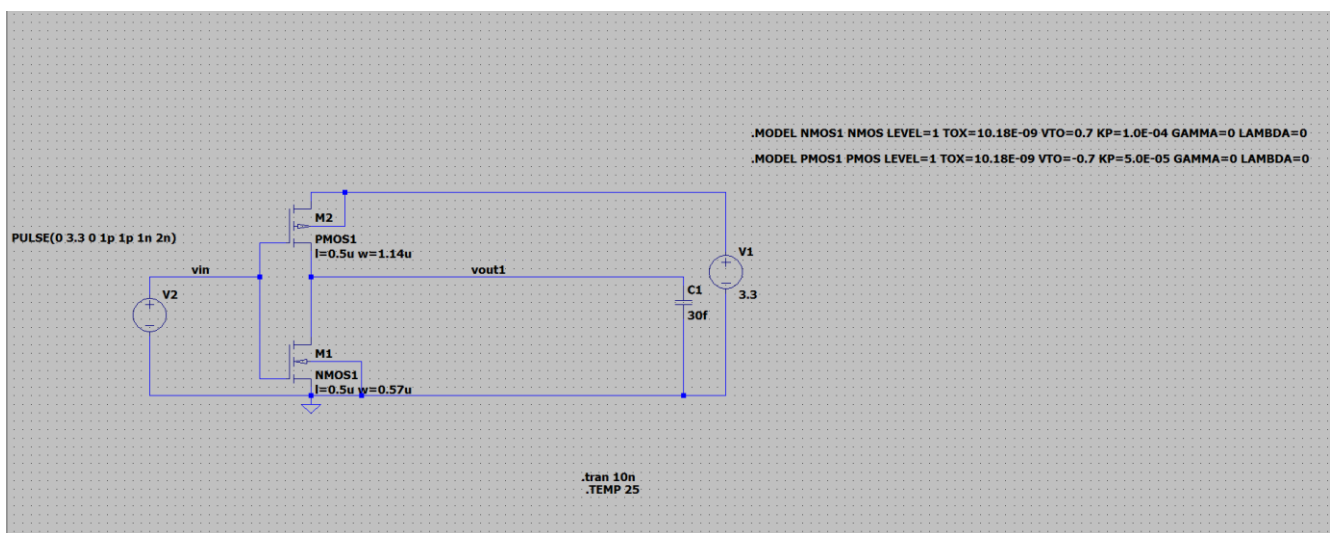 .MODEL NMOS1 NMOS LEVEL=1 TOX=10.18E-09 VTO=0.7 KP=1.0E-04 GAMMA=0 LAMBDA=0
.MODEL PMOS1 PMOS LEVEL=1 TOX=10.18E-09 VTO=-0.7 KP=5.0E-05 GAMMA=0 LAMBDA=0
M2
PULSE(0 3.3 0 1p 1p 1n 2n)
PMOS1
l=0.5u w=1.14u
V1
vin
vout1
V2
C1
3.3
30f
M1
NMOS1
l=0.5u w=0.57u
.tran 10n
.TEMP 25